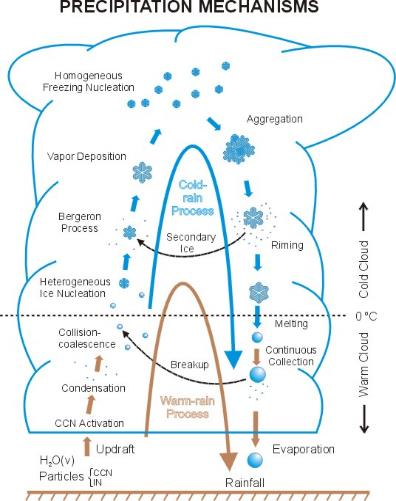 PRECIPITATION MECHANISMS
Homogeneous
Freezing Nucleation
Aggregation
Vapor Deposition
Cold-
rain
Process
Bergeron
Process
Secondary
Ice
Riming
Cold Cloud
Heterogeneous
Ice Nucleation
0 °C
Melting
Collision-
coalescence
Continuous
Collection
Breakup
Warm Cloud
Condensation
Warm-rain
Process
CCN Activation
Updraft
Evaporation
H₂O(v)
Particles { CCN
IN
Rainfall